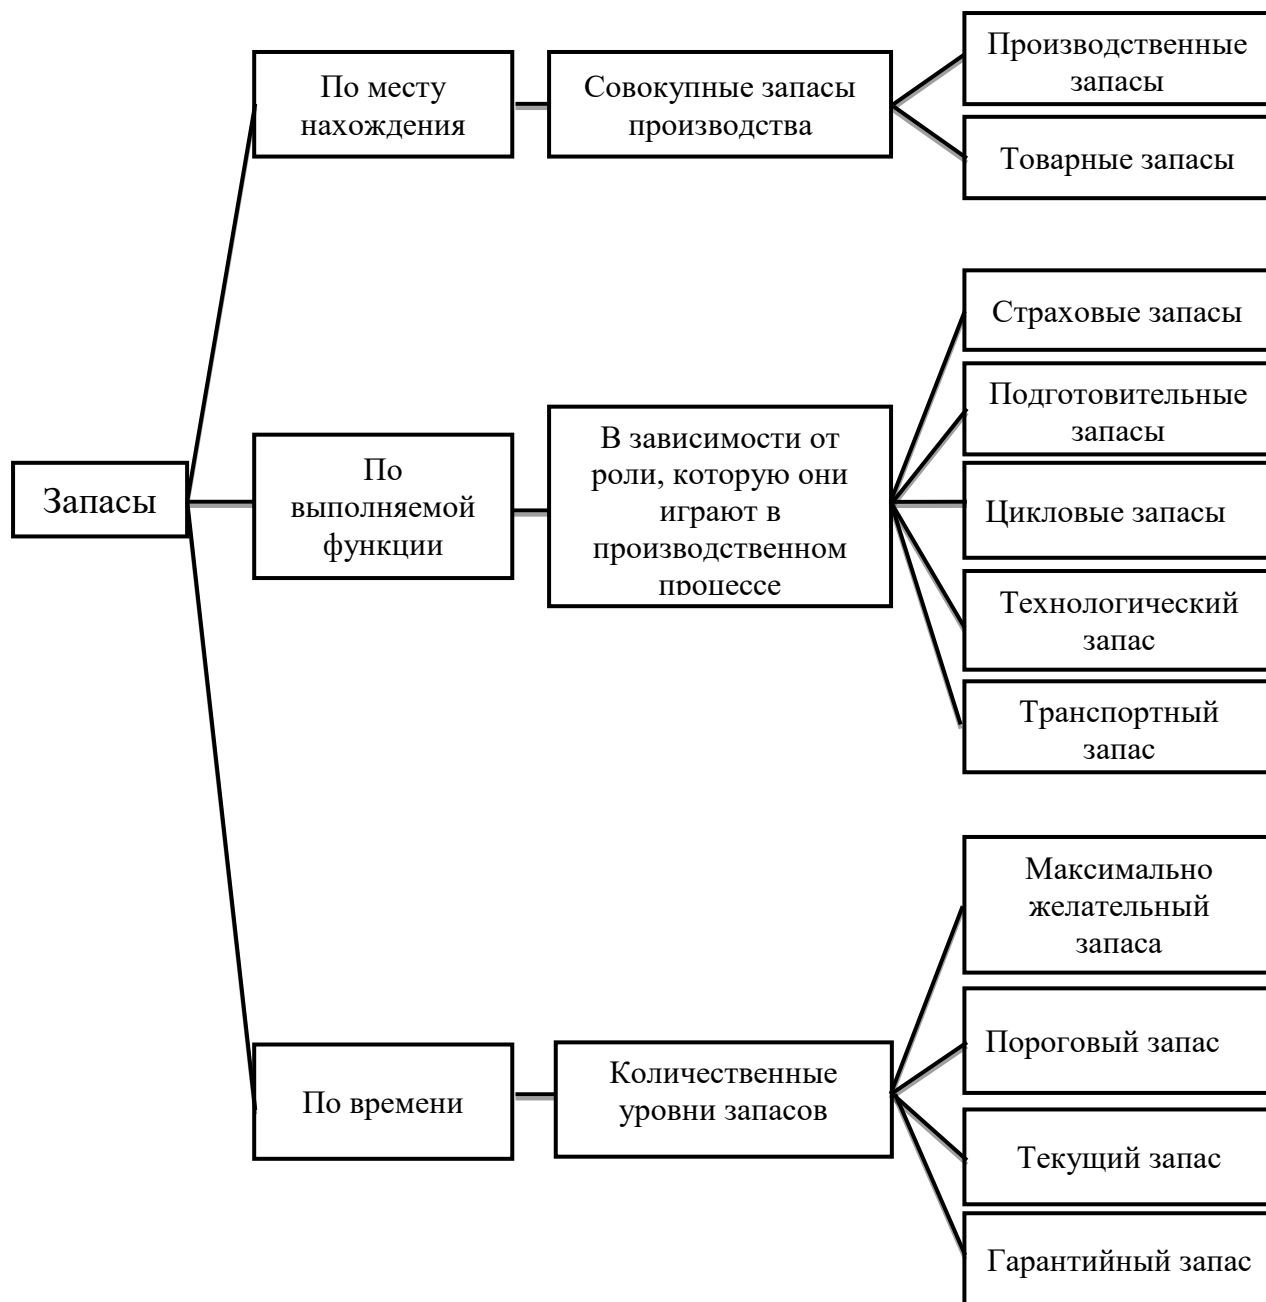 Запасы
По месту
нахождения
Совокупные запасы
производства
Производственные
запасы
Товарные запасы
По
выполняемой
функции
В зависимости от
роли, которую они
играют в
производственном
процессе
Страховые запасы
Подготовительные
запасы
Цикловые запасы
Технологический
запас
Транспортный
запас
По времени
Количественные
уровни запасов
Максимально
желательный
запаса
Пороговый запас
Текущий запас
Гарантийный запас